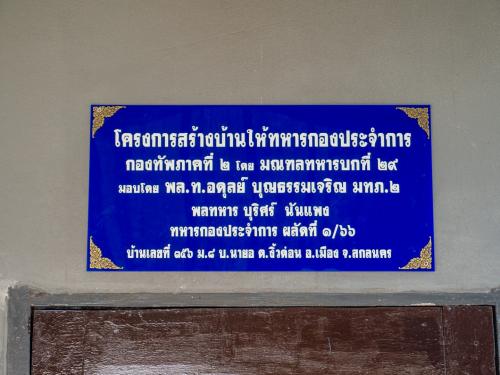 โครงการสร้างบ้านให้ทหารกองประจำการ
กองทัพภาคที่ ๒ โดย มณฑลทหารบกที่ ๒๙
มอบโดย พล.ท.อดุลย์ บุญธรรมเจริญ มทภ.๒
พลทหาร บุริศร์ นันแพง
ทหารกองประจำการ ผลัดที่ ๑/๖๖
บ้านเลขที่ ๓๕๖ ม.๘ บ.นายอ ต.งิ้วด่อน อ.เมือง จ.สกลนคร